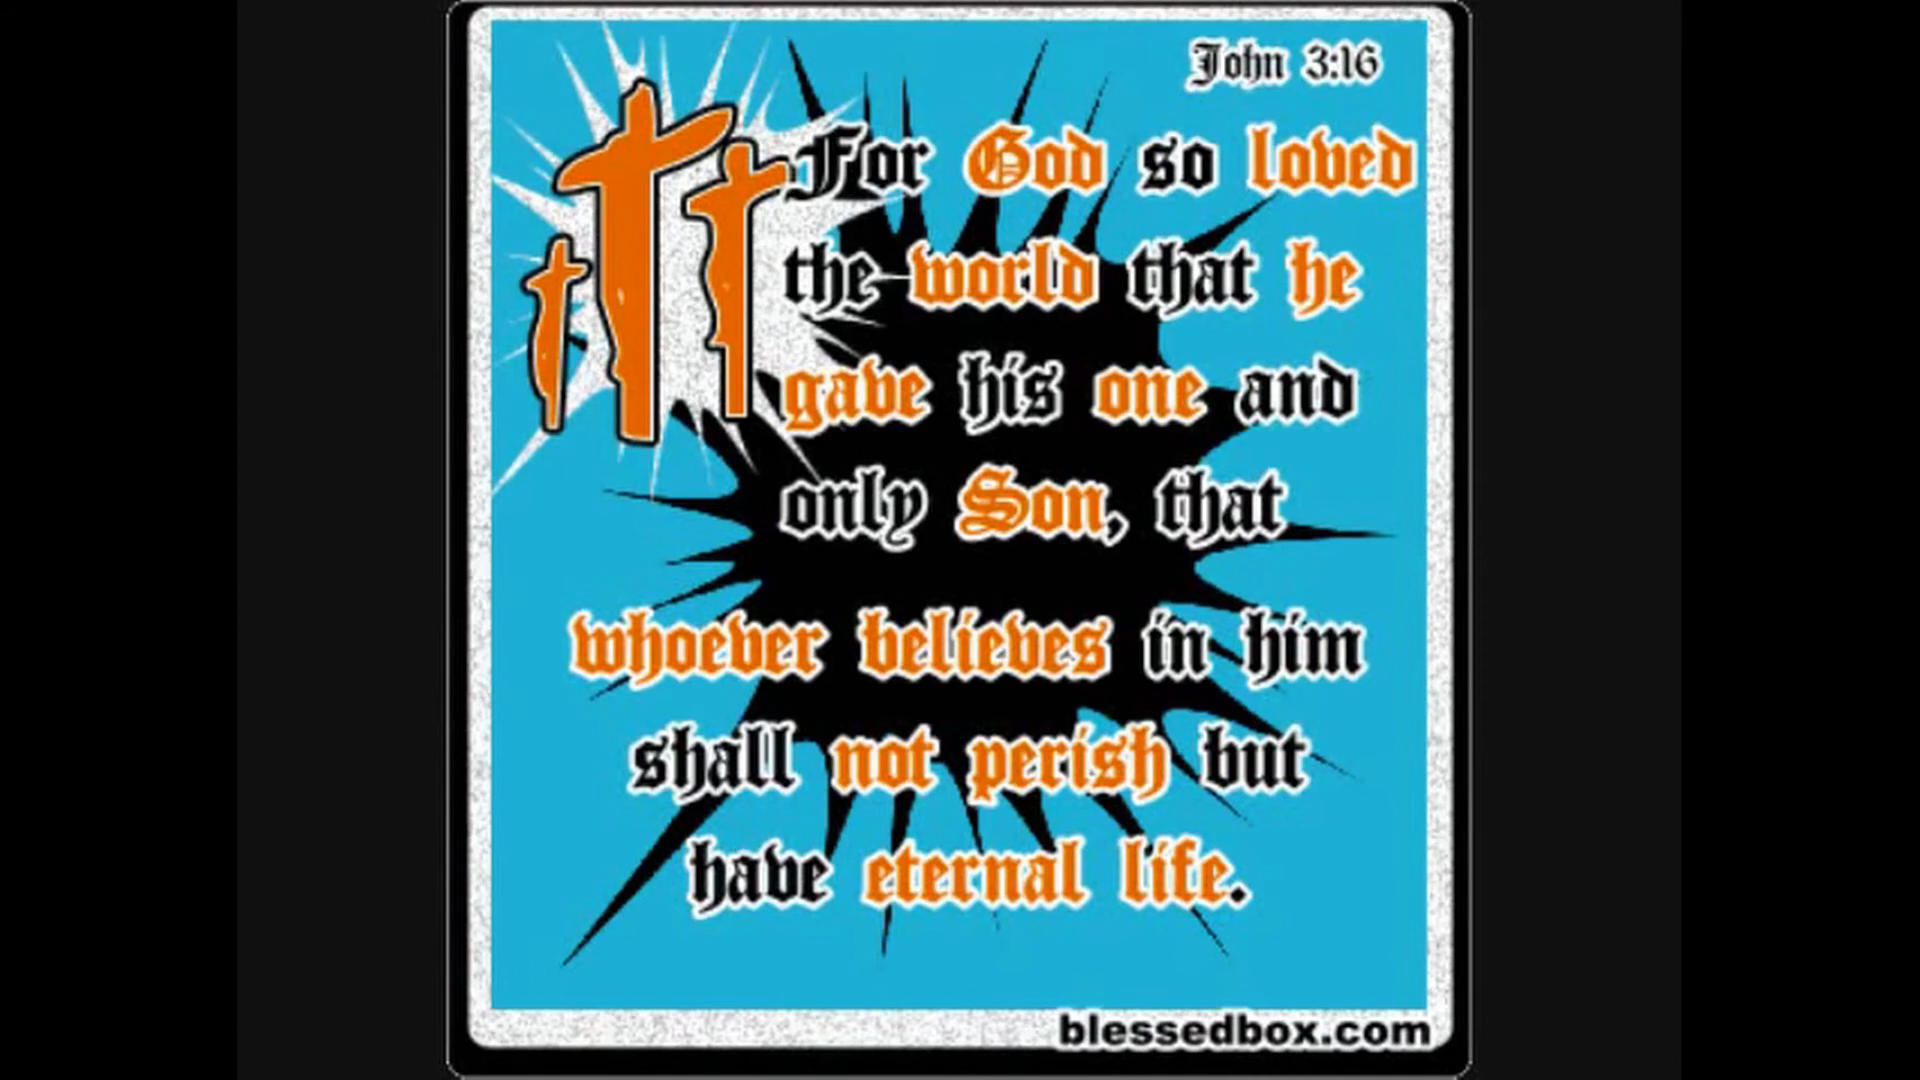 John 3:16
For God so loved
the world that he
gave his one and
only Son, that
whoever believes in him
shall not perish but
have eternal life.
blessedbox.com